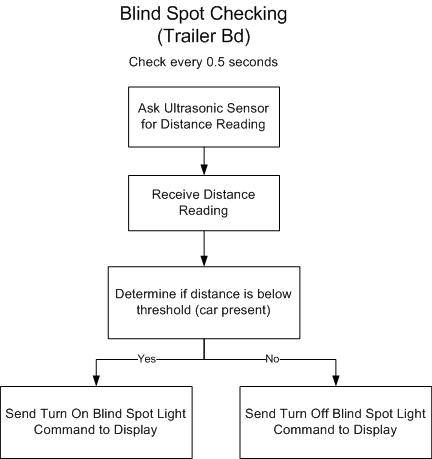 Blind Spot Checking
(Trailer Bd)
Check every 0.5 seconds
Ask Ultrasonic Sensor
for Distance Reading
Receive Distance
Reading
Determine if distance is below
threshold (car present)
Yes
No
Send Turn On Blind Spot Light
Command to Display
Send Turn Off Blind Spot Light
Command to Display